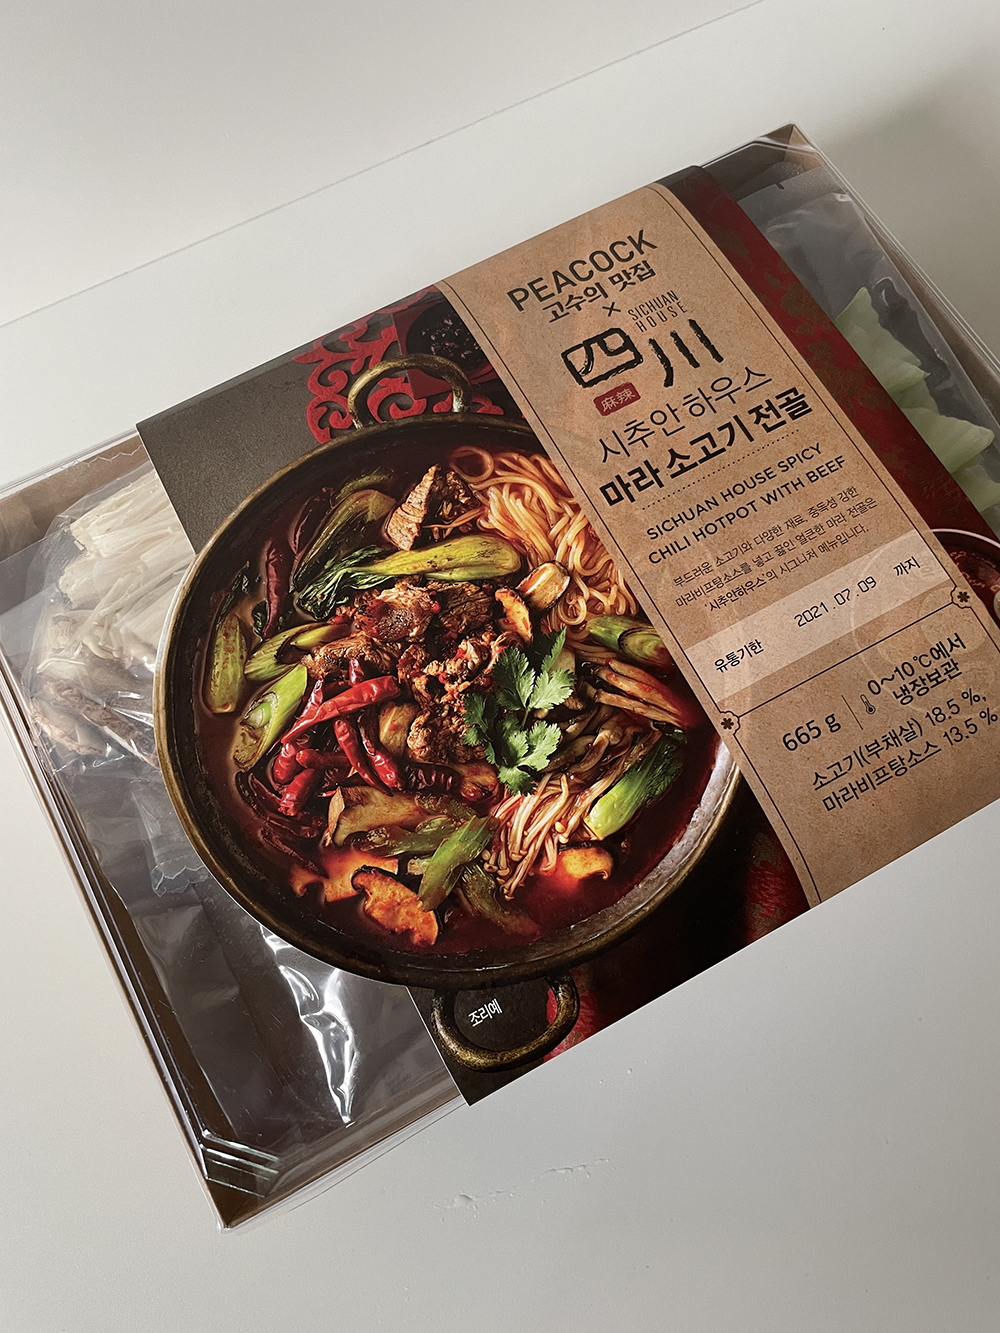 PEACOCK
고수의 맛집
×
SICHUAN
HOUSE
四川
麻辣
시추안 하우스
마라 소고기 전골
SICHUAN HOUSE SPICY
CHILI HOTPOT WITH BEEF
부드러운 소고기와 다양한 재료, 중독성 강한
마라비프탕소스를 넣고 끓인 얼큰한 마라 전골은
'시추안하우스'의 시그니처 메뉴입니다.
유통기한 2021.07.09 까지
665 g
0~10℃에서
냉장보관
소고기(부채살) 18.5 %,
마라비프탕소스 13.5 %
조리예